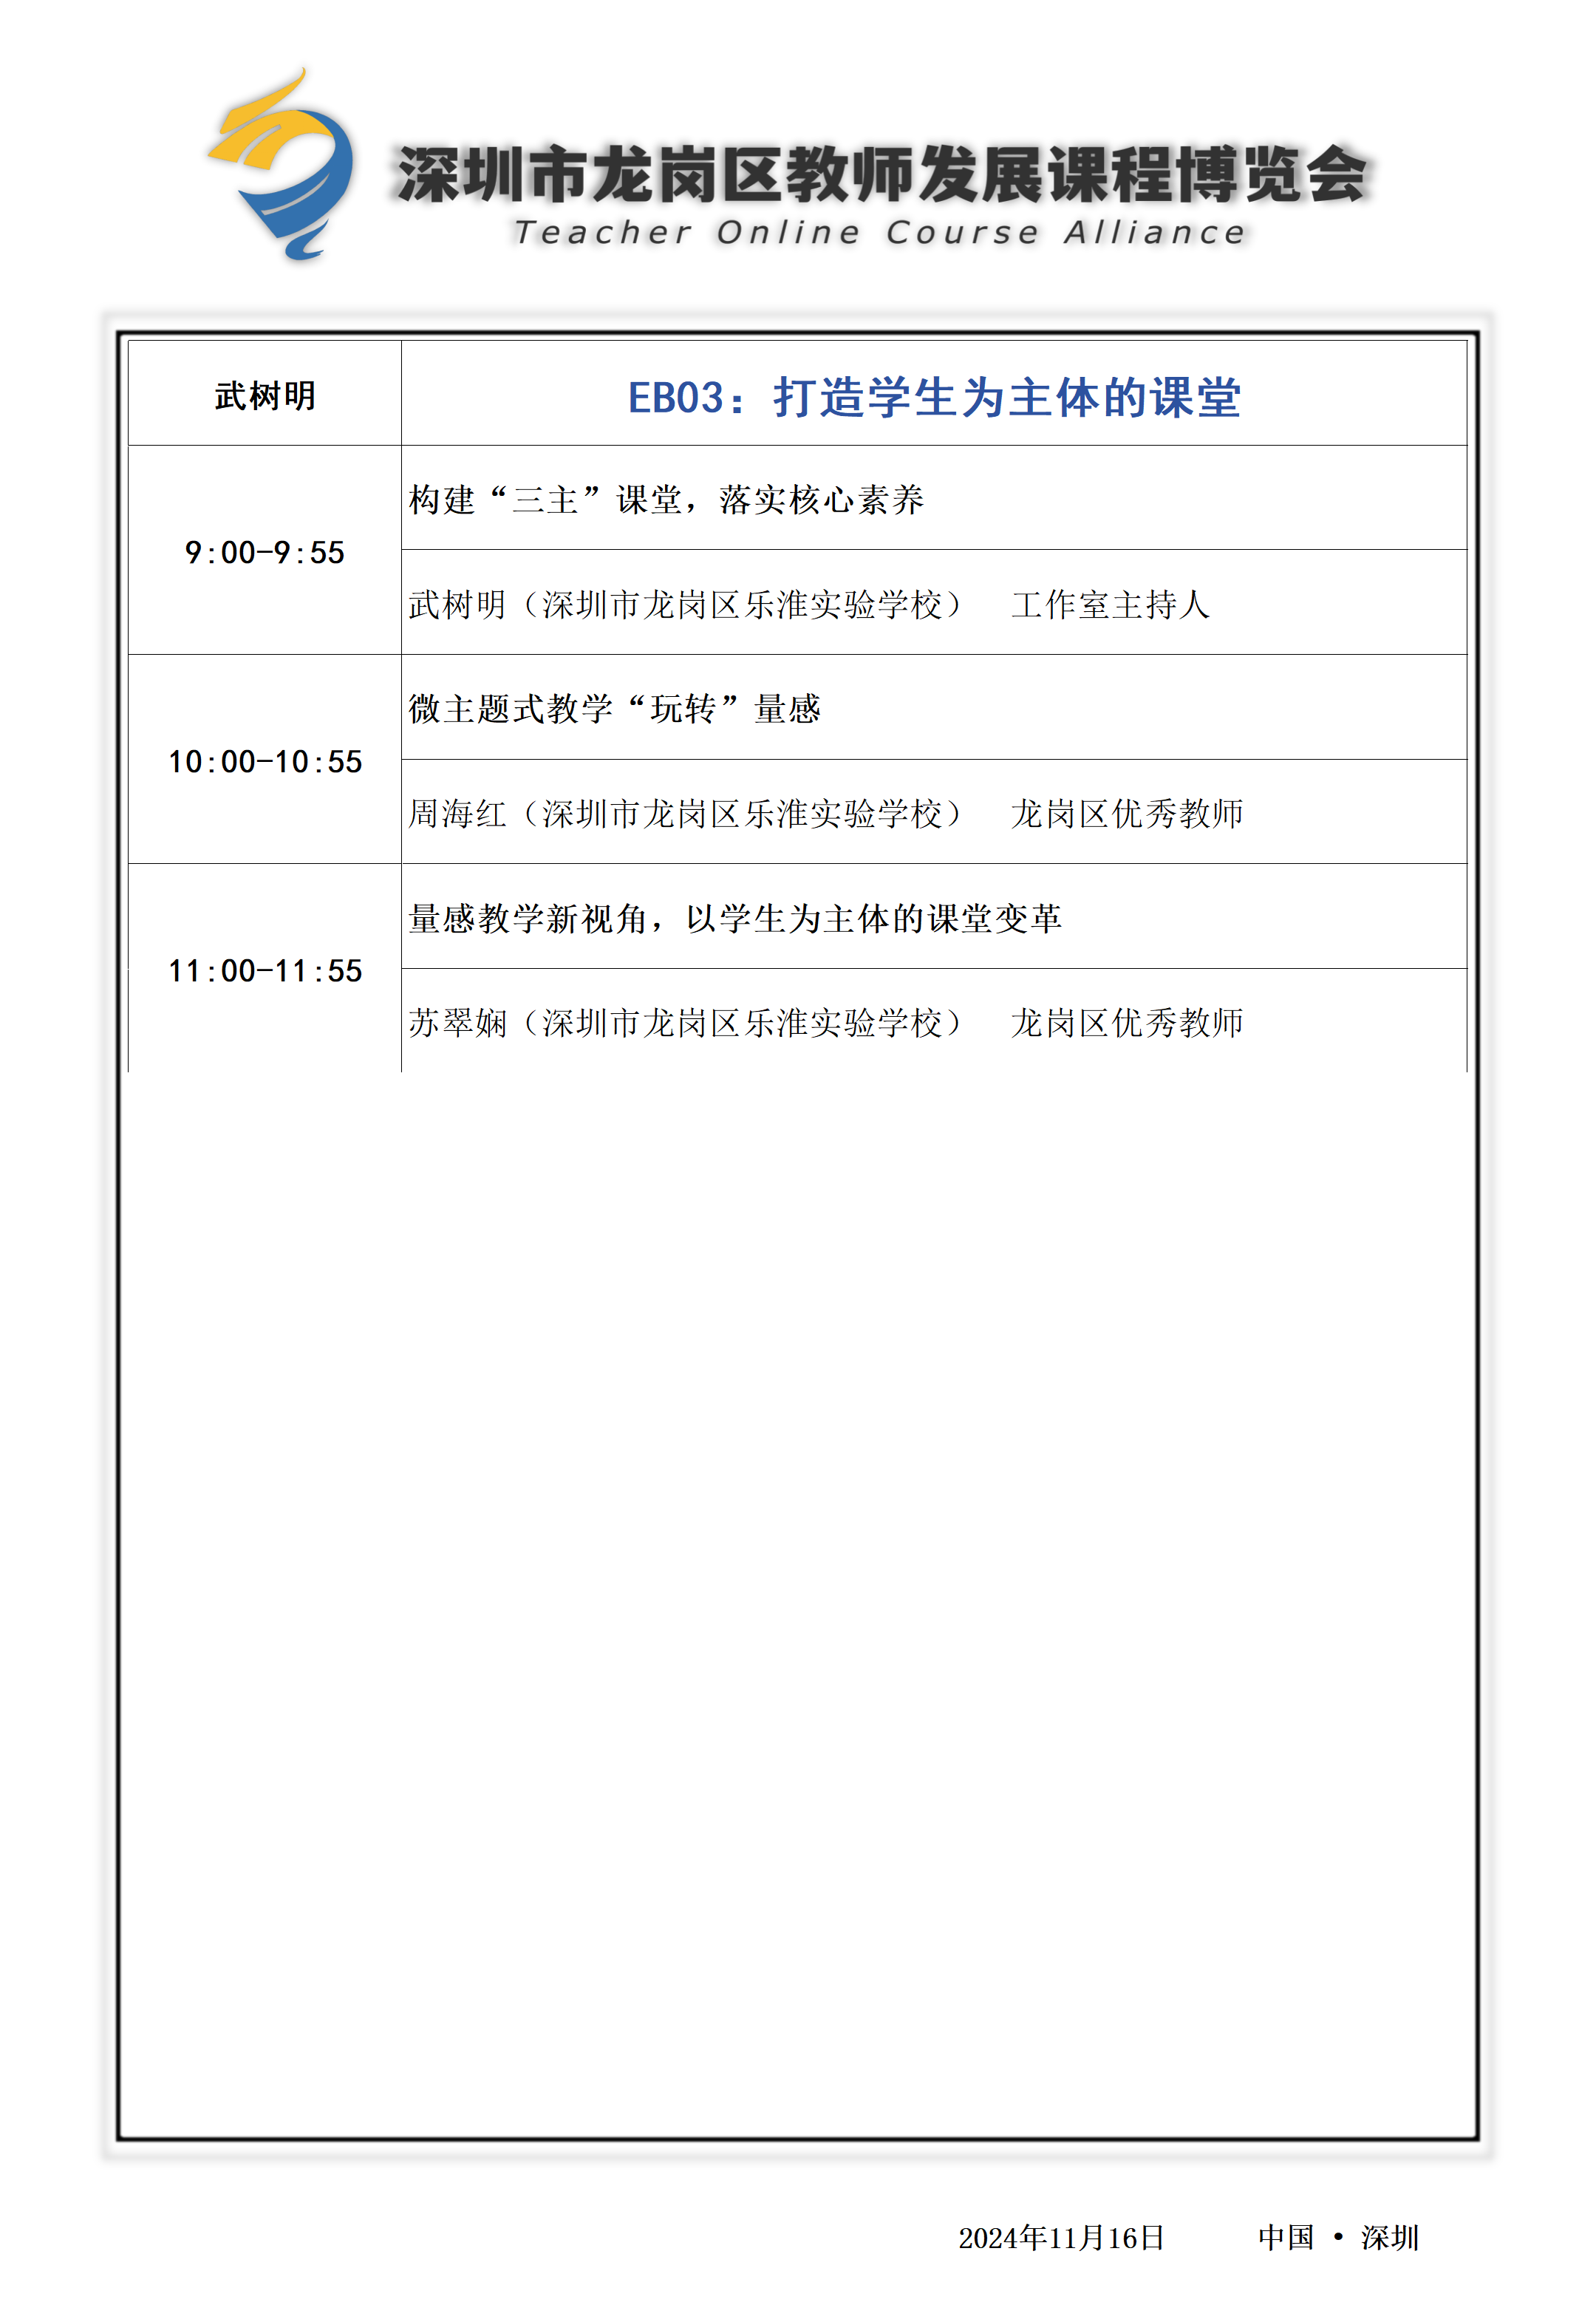 深圳市龙岗区教师发展课程博览会
Teacher Online Course Alliance
武树明
EB03：打造学生为主体的课堂
9:00-9:55
构建“三主”课堂，落实核心素养
武树明（深圳市龙岗区乐淮实验学校） 工作室主持人
10:00-10:55
微主题式教学“玩转”量感
周海红（深圳市龙岗区乐淮实验学校） 龙岗区优秀教师
11:00-11:55
量感教学新视角，以学生为主体的课堂变革
苏翠娴（深圳市龙岗区乐淮实验学校） 龙岗区优秀教师
2024年11月16日 中国 • 深圳